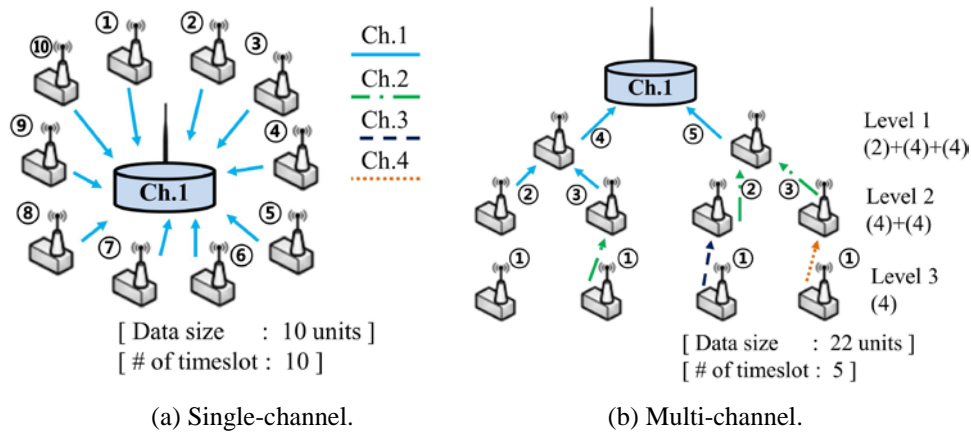 ①
②
③
④
⑤
⑥
⑦
⑧
⑨
⑩
Ch.1
Ch.1
Ch.2
Ch.3
Ch.4
[ Data size : 10 units ]
[ # of timeslot : 10 ]
(a) Single-channel.
Ch.1
④
⑤
Level 1
(2)+(4)+(4)
②
③
②
③
Level 2
(4)+(4)
①
①
①
①
Level 3
(4)
[ Data size : 22 units ]
[ # of timeslot : 5 ]
(b) Multi-channel.